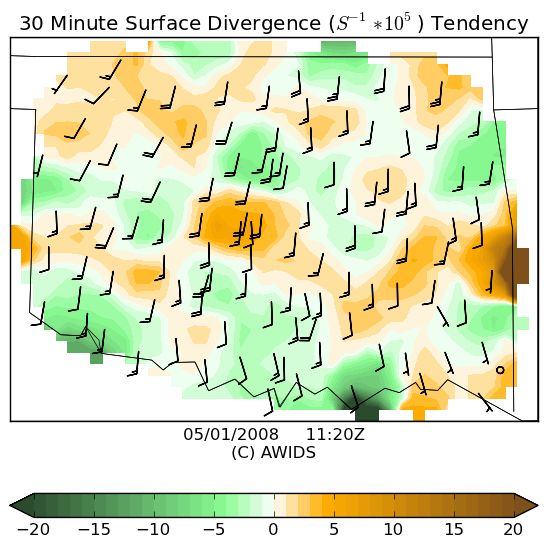 30 Minute Surface Divergence (S⁻¹ ∗10⁵ ) Tendency
05/01/2008 11:20Z
(C) AWIDS
−20 −15 −10 −5 0 5 10 15 20